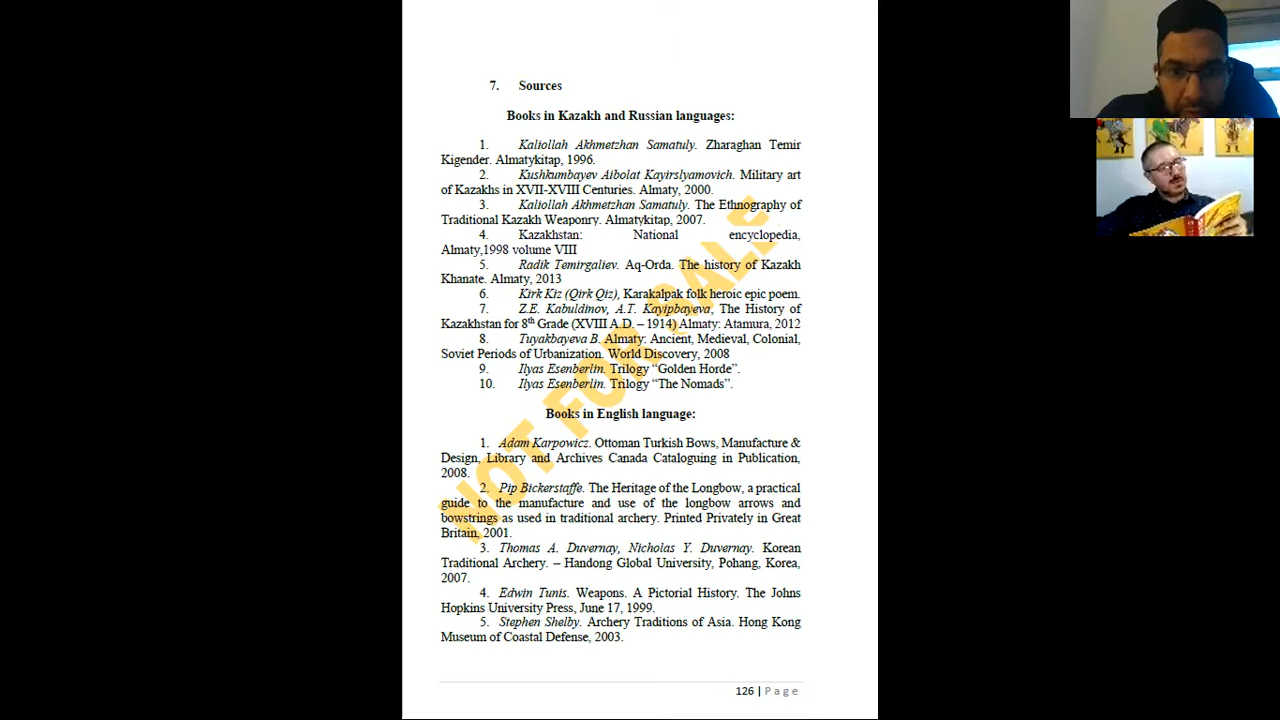 7. Sources
Books in Kazakh and Russian languages:
1. Kaliollah Akhmetzhan Samatuly. Zharaghan Temir
Kigender. Almatykitap, 1996.
2. Kushkumbayev Aibolat Kayirslyamovich. Military art
of Kazakhs in XVII-XVIII Centuries. Almaty, 2000.
3. Kaliollah Akhmetzhan Samatuly. The Ethnography of
Traditional Kazakh Weaponry. Almatykitap, 2007.
4. Kazakhstan: National encyclopedia,
Almaty,1998 volume VIII
5. Radik Temirgaliev. Aq-Orda. The history of Kazakh
Khanate. Almaty, 2013
6. Kirk Kiz (Qirk Qiz), Karakalpak folk heroic epic poem.
7. Z.E. Kabuldinov, A.T. Kayipbayeva, The History of
Kazakhstan for 8th Grade (XVIII A.D. – 1914) Almaty: Atamura, 2012
8. Tuyakbayeva B. Almaty: Ancient, Medieval, Colonial,
Soviet Periods of Urbanization. World Discovery, 2008
9. Ilyas Esenberlin. Trilogy “Golden Horde”.
10. Ilyas Esenberlin. Trilogy “The Nomads”.
Books in English language:
1. Adam Karpowicz. Ottoman Turkish Bows, Manufacture &
Design, Library and Archives Canada Cataloguing in Publication,
2008.
2. Pip Bickerstaffe. The Heritage of the Longbow, a practical
guide to the manufacture and use of the longbow arrows and
bowstrings as used in traditional archery. Printed Privately in Great
Britain, 2001.
3. Thomas A. Duvernay, Nicholas Y. Duvernay. Korean
Traditional Archery. – Handong Global University, Pohang, Korea,
2007.
4. Edwin Tunis. Weapons. A Pictorial History. The Johns
Hopkins University Press, June 17, 1999.
5. Stephen Shelby. Archery Traditions of Asia. Hong Kong
Museum of Coastal Defense, 2003.
126 | Page
NOT FOR SALE